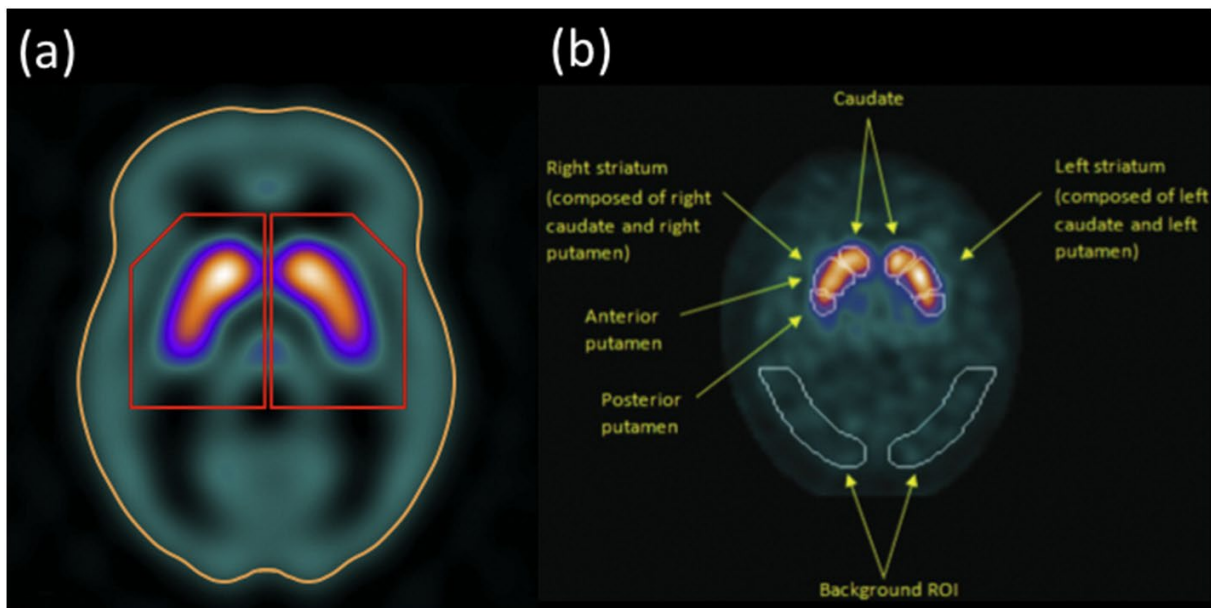 (a)
(b)
Caudate
Right striatum
(composed of right
caudate and right
putamen)
Left striatum
(composed of left
caudate and left
putamen)
Anterior
putamen
Posterior
putamen
Background ROI